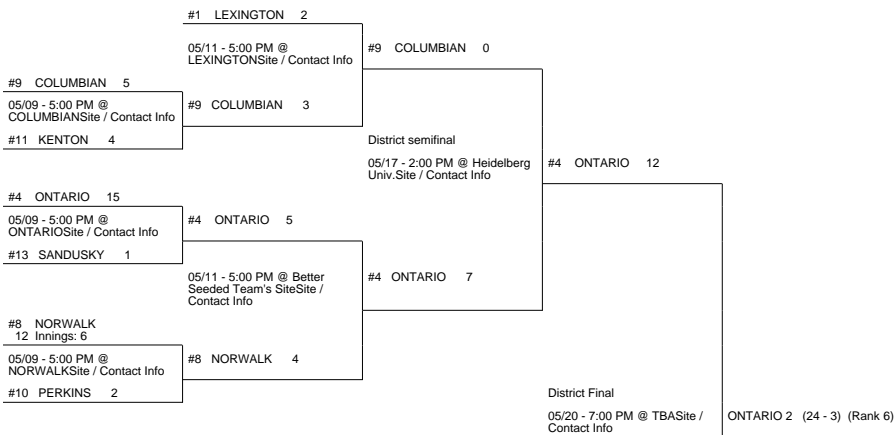 #1 LEXINGTON 2
05/11 - 5:00 PM @
LEXINGTONSite / Contact Info
#9 COLUMBIAN 0
#9 COLUMBIAN 5
05/09 - 5:00 PM @
COLUMBIANSite / Contact Info
#9 COLUMBIAN 3
#11 KENTON 4
District semifinal
05/17 - 2:00 PM @ Heidelberg
Univ.Site / Contact Info
#4 ONTARIO 12
#4 ONTARIO 15
05/09 - 5:00 PM @
ONTARIOSite / Contact Info
#4 ONTARIO 5
#13 SANDUSKY 1
05/11 - 5:00 PM @ Better
Seeded Team's SiteSite /
Contact Info
#4 ONTARIO 7
#8 NORWALK
12 Innings: 6
05/09 - 5:00 PM @
NORWALKSite / Contact Info
#8 NORWALK 4
#10 PERKINS 2
District Final
05/20 - 7:00 PM @ TBASite /
Contact Info
ONTARIO 2 (24 - 3) (Rank 6)